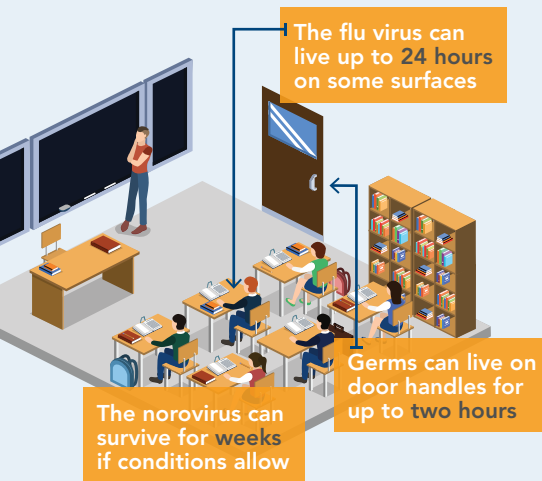 The flu virus can
live up to 24 hours
on some surfaces
Germs can live on
door handles for
up to two hours
The norovirus can
survive for weeks
if conditions allow